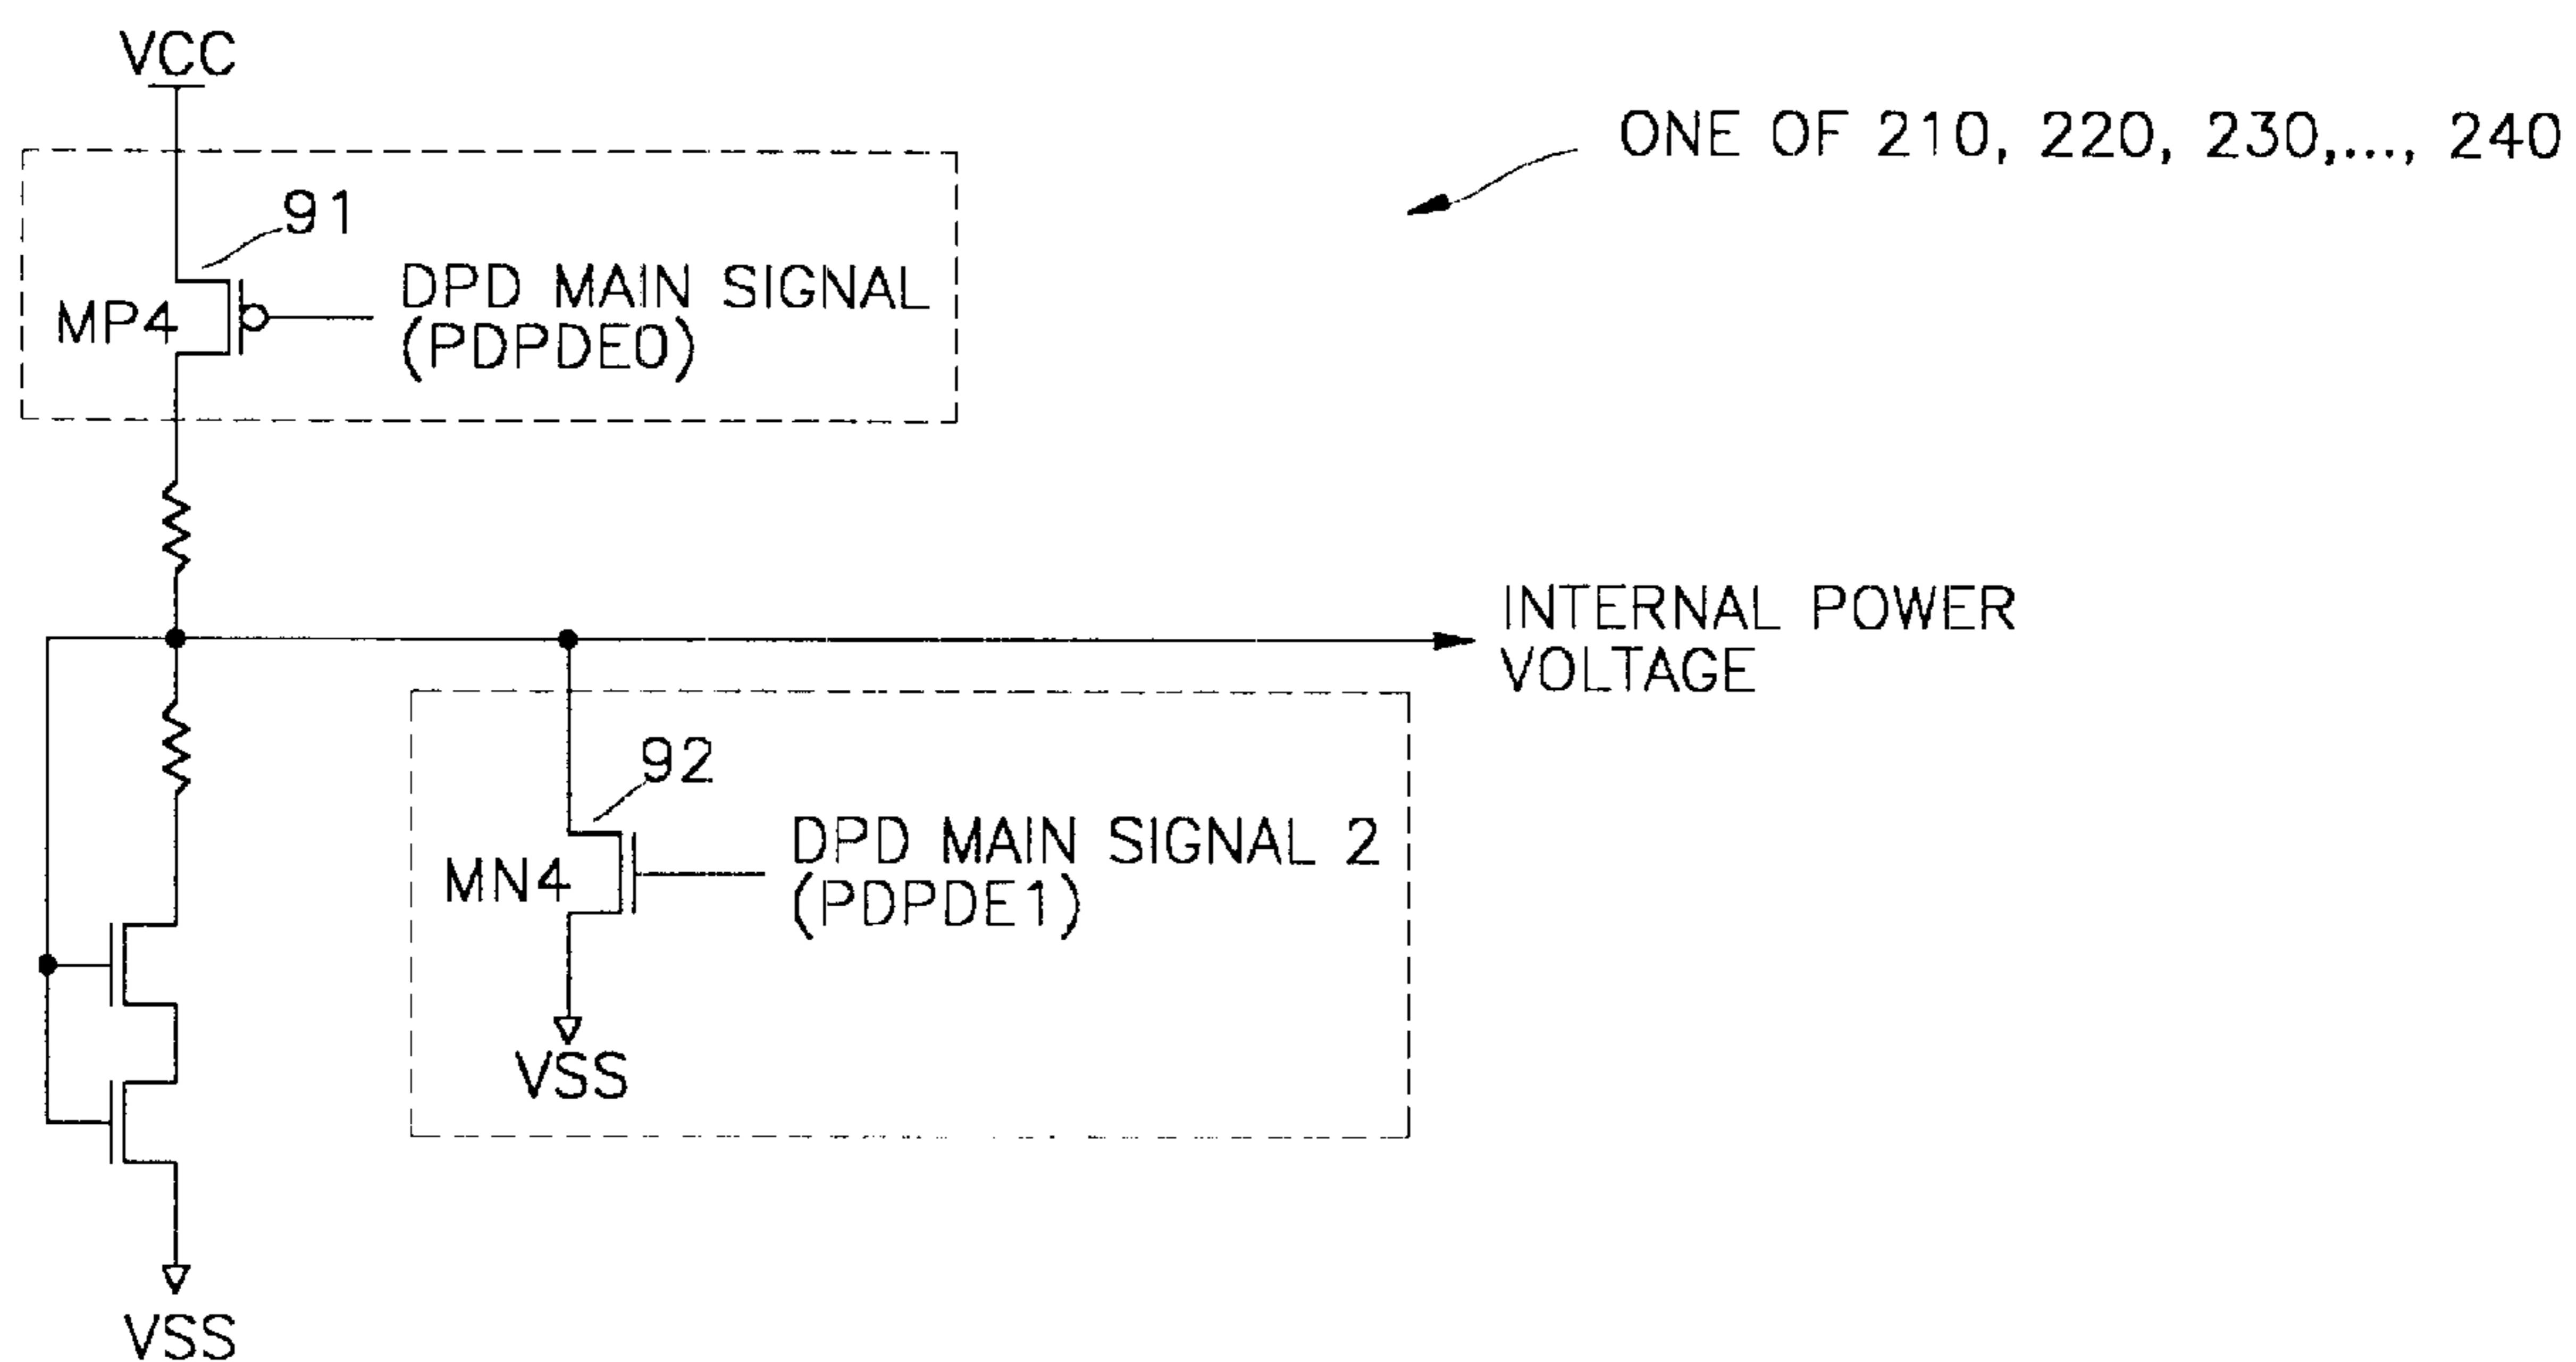 VCC
ONE OF 210, 220, 230,..., 240
91
DPD MAIN SIGNAL
MP4
(PDPDE0)
INTERNAL POWER
VOLTAGE
92
DPD MAIN SIGNAL 2
MN4
(PDPDE1)
VSS
VSS